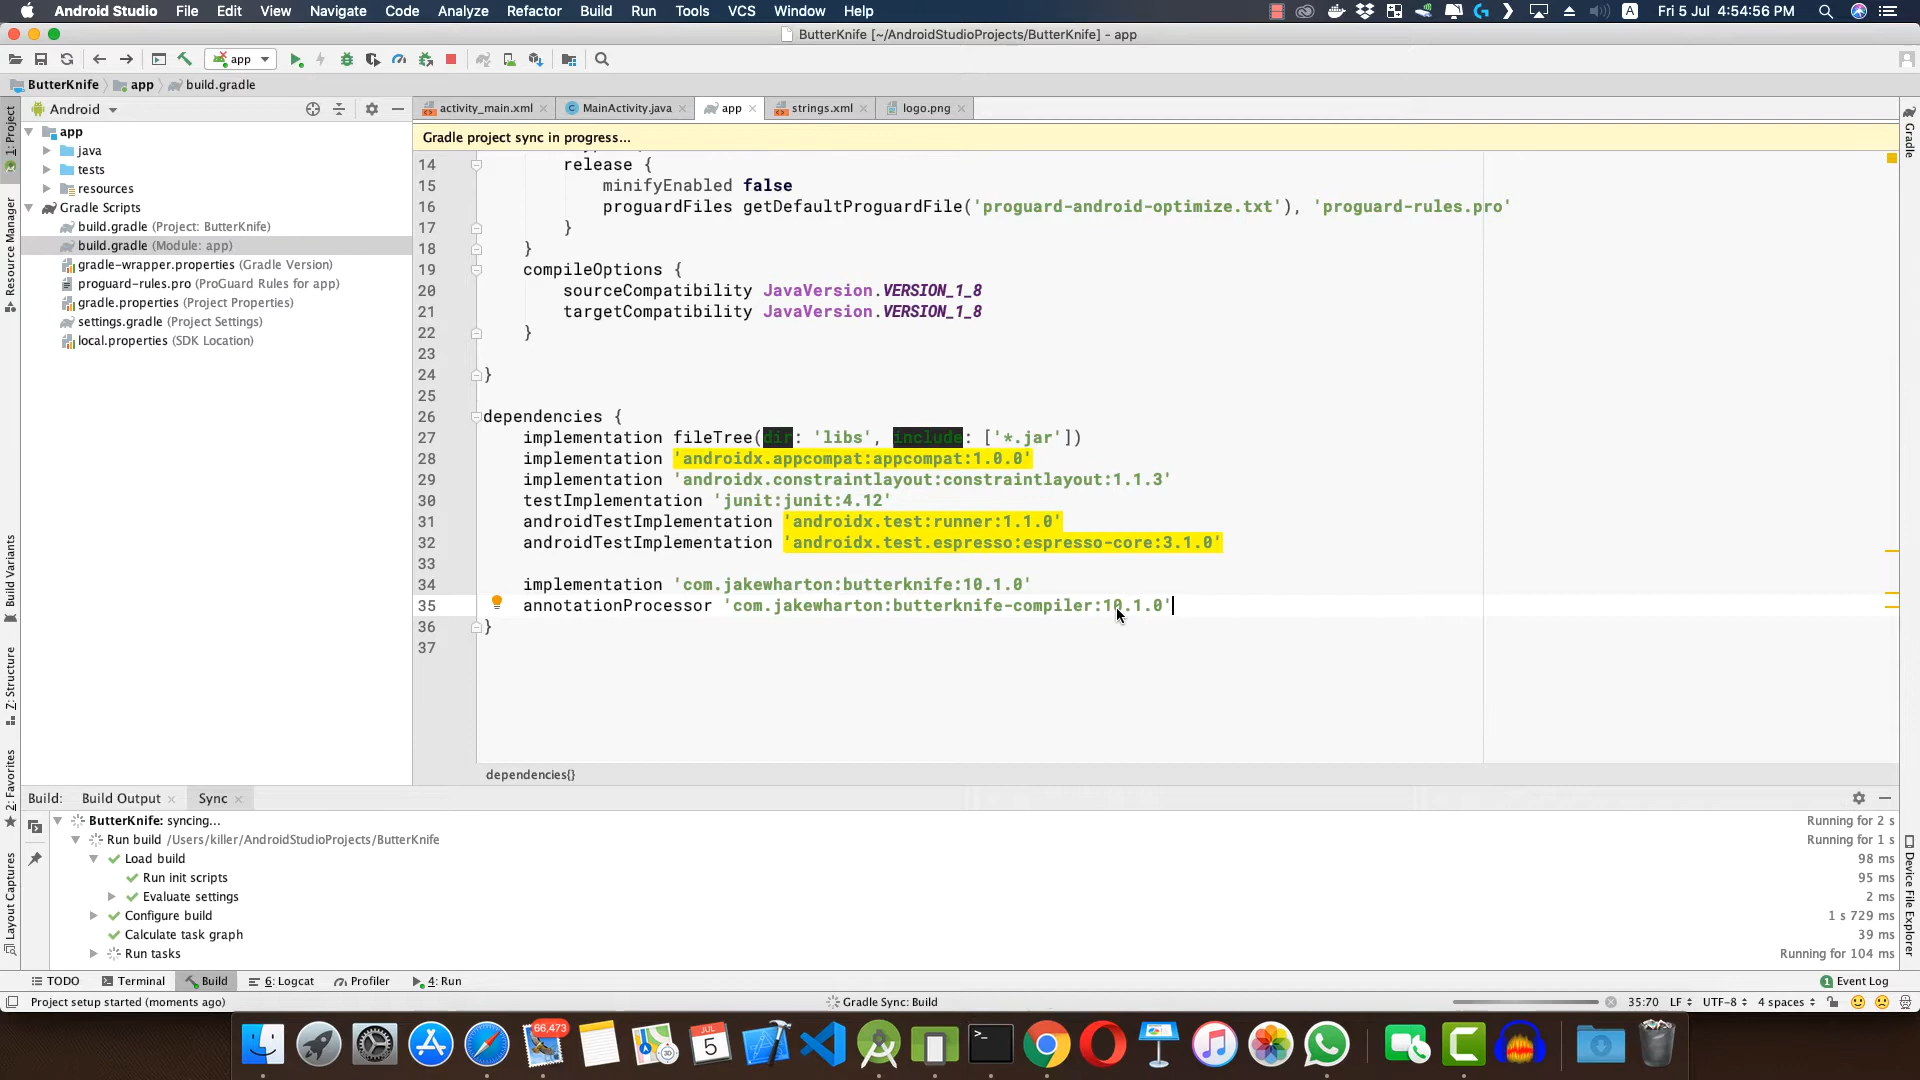 Android Studio File Edit View Navigate Code Analyze Refactor Build Run Tools VCS Window Help A Fri 5 Jul 4:54:56 PM
ButterKnife [~/AndroidStudioProjects/ButterKnife] - app
app
ButterKnife app build.gradle
Android
activity_main.xml MainActivity.java app strings.xml logo.png
Gradle project sync in progress...
app
java
tests
resources
Gradle Scripts
build.gradle (Project: ButterKnife)
build.gradle (Module: app)
gradle-wrapper.properties (Gradle Version)
proguard-rules.pro (ProGuard Rules for app)
gradle.properties (Project Properties)
settings.gradle (Project Settings)
local.properties (SDK Location)
1: Project
Resource Manager
Build Variants
Z: Structure
2: Favorites
Layout Captures
14 release {
15 minifyEnabled false
16 proguardFiles getDefaultProguardFile('proguard-android-optimize.txt'), 'proguard-rules.pro'
17 }
18 }
19 compileOptions {
20 sourceCompatibility JavaVersion.VERSION_1_8
21 targetCompatibility JavaVersion.VERSION_1_8
22 }
23
24 }
25
26 dependencies {
27 implementation fileTree(dir: 'libs', include: ['*.jar'])
28 implementation 'androidx.appcompat:appcompat:1.0.0'
29 implementation 'androidx.constraintlayout:constraintlayout:1.1.3'
30 testImplementation 'junit:junit:4.12'
31 androidTestImplementation 'androidx.test:runner:1.1.0'
32 androidTestImplementation 'androidx.test.espresso:espresso-core:3.1.0'
33
34 implementation 'com.jakewharton:butterknife:10.1.0'
35 annotationProcessor 'com.jakewharton:butterknife-compiler:10.1.0'
36 }
37
dependencies{}
Gradle
Device File Explorer
Build: Build Output Sync
ButterKnife: syncing... Running for 2 s
Run build /Users/killer/AndroidStudioProjects/ButterKnife Running for 1 s
Load build 98 ms
Run init scripts 95 ms
Evaluate settings 2 ms
Configure build 1 s 729 ms
Calculate task graph 39 ms
Run tasks Running for 104 ms
TODO Terminal Build 6: Logcat Profiler 4: Run 1 Event Log
Project setup started (moments ago) Gradle Sync: Build 35:70 LF UTF-8 4 spaces
66,473
JUL
5